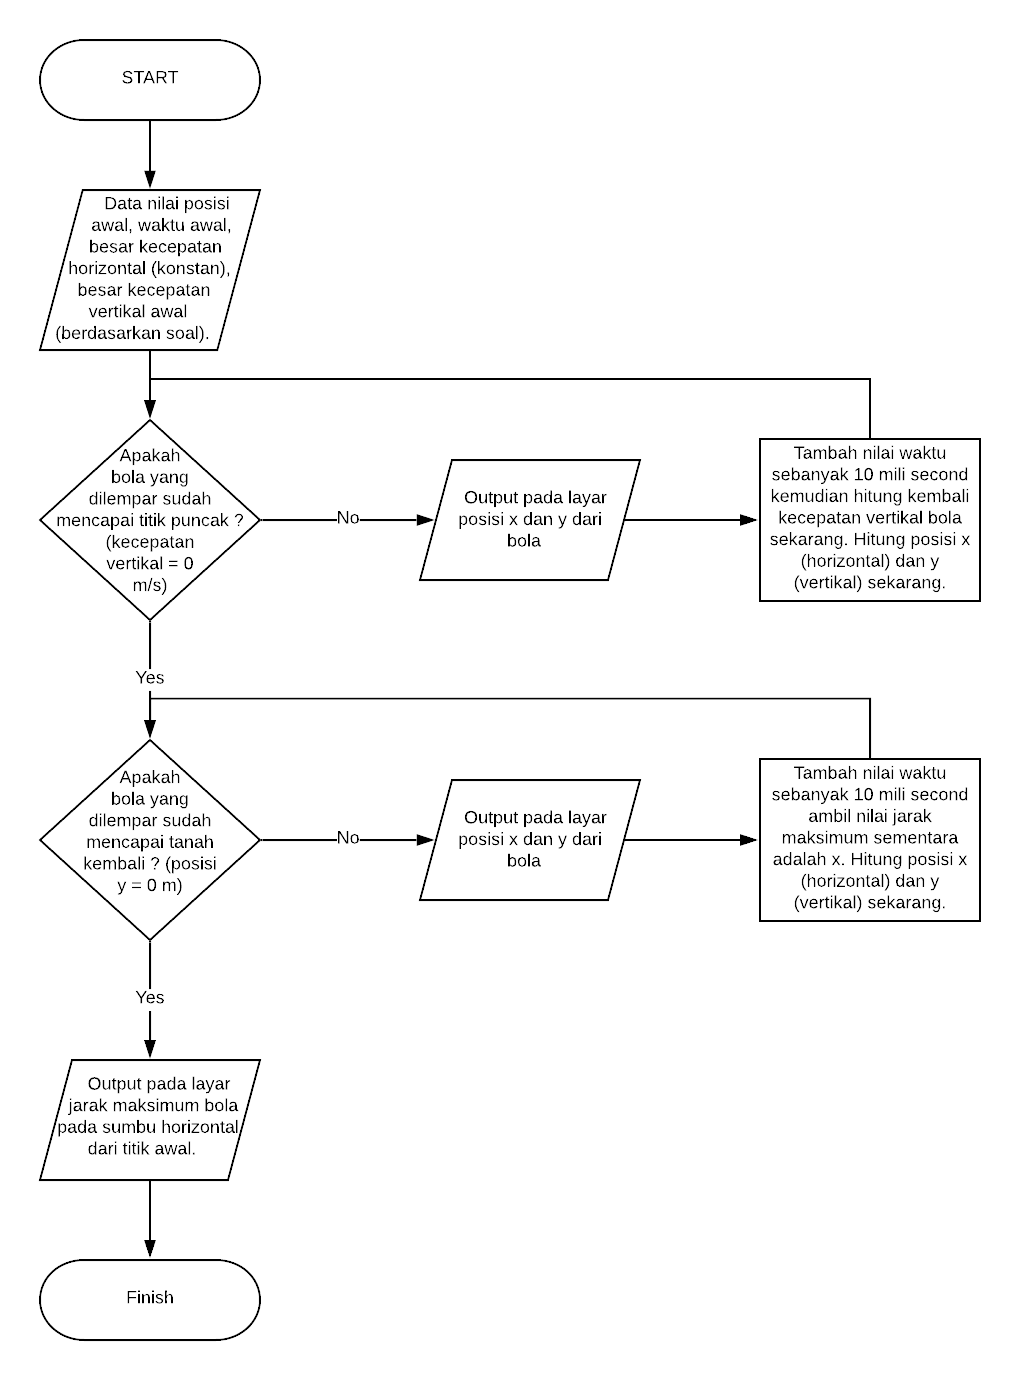 START
Data nilai posisi
awal, waktu awal,
besar kecepatan
horizontal (konstan),
besar kecepatan
vertikal awal
(berdasarkan soal).
Apakah
bola yang
dilempar sudah
mencapai titik puncak ?
(kecepatan
vertikal = 0
m/s)
No
Output pada layar
posisi x dan y dari
bola
Tambah nilai waktu
sebanyak 10 mili second
kemudian hitung kembali
kecepatan vertikal bola
sekarang. Hitung posisi x
(horizontal) dan y
(vertikal) sekarang.
Yes
Apakah
bola yang
dilempar sudah
mencapai tanah
kembali ? (posisi
y = 0 m)
No
Output pada layar
posisi x dan y dari
bola
Tambah nilai waktu
sebanyak 10 mili second
ambil nilai jarak
maksimum sementara
adalah x. Hitung posisi x
(horizontal) dan y
(vertikal) sekarang.
Yes
Output pada layar
jarak maksimum bola
pada sumbu horizontal
dari titik awal.
Finish